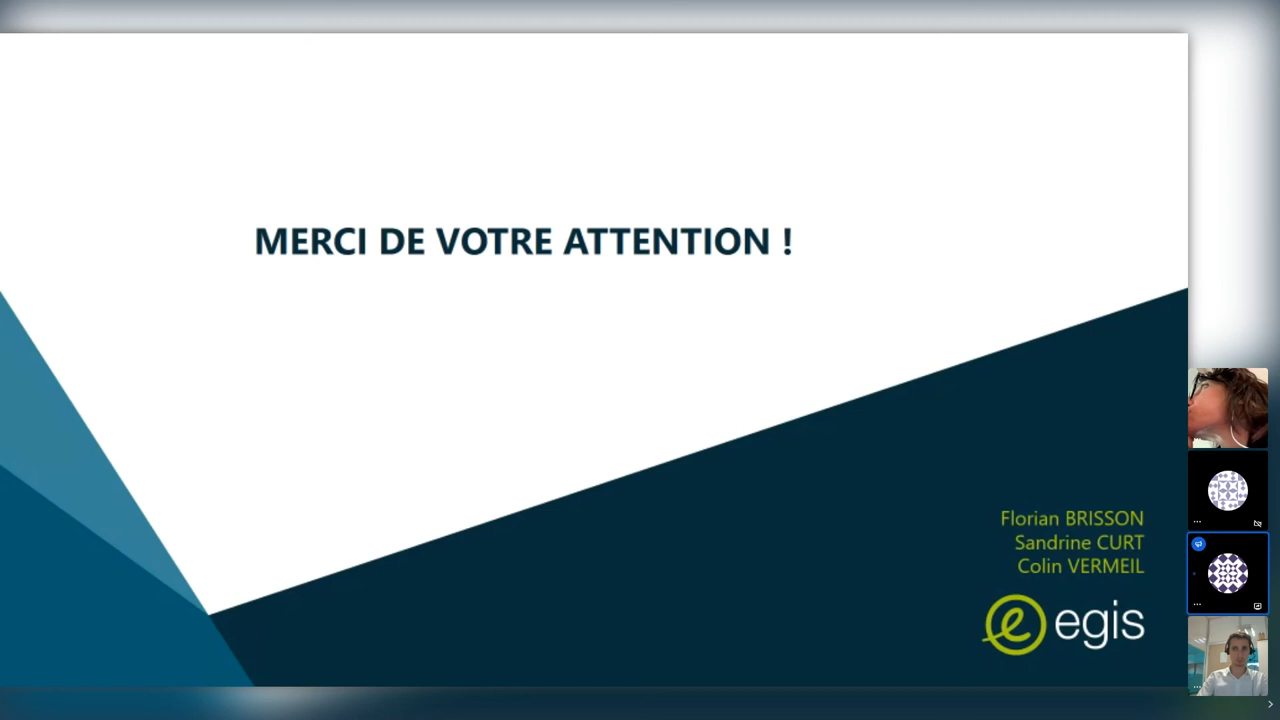 MERCI DE VOTRE ATTENTION !
Florian BRISSON
Sandrine CURT
Colin VERMEIL
egis